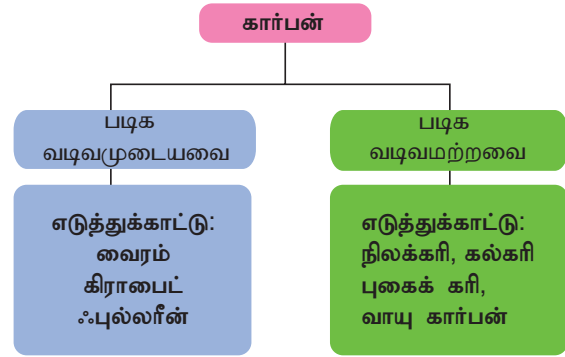 கார்பன்
படிக
வடிவமுடையவை
படிக
வடிவமற்றவை
எடுத்துக்காட்டு:
வைரம்
கிராபைட்
ஃபுல்லரீன்
எடுத்துக்காட்டு:
நிலக்கரி, கல்கரி
புகைக் கரி,
வாயு கார்பன்